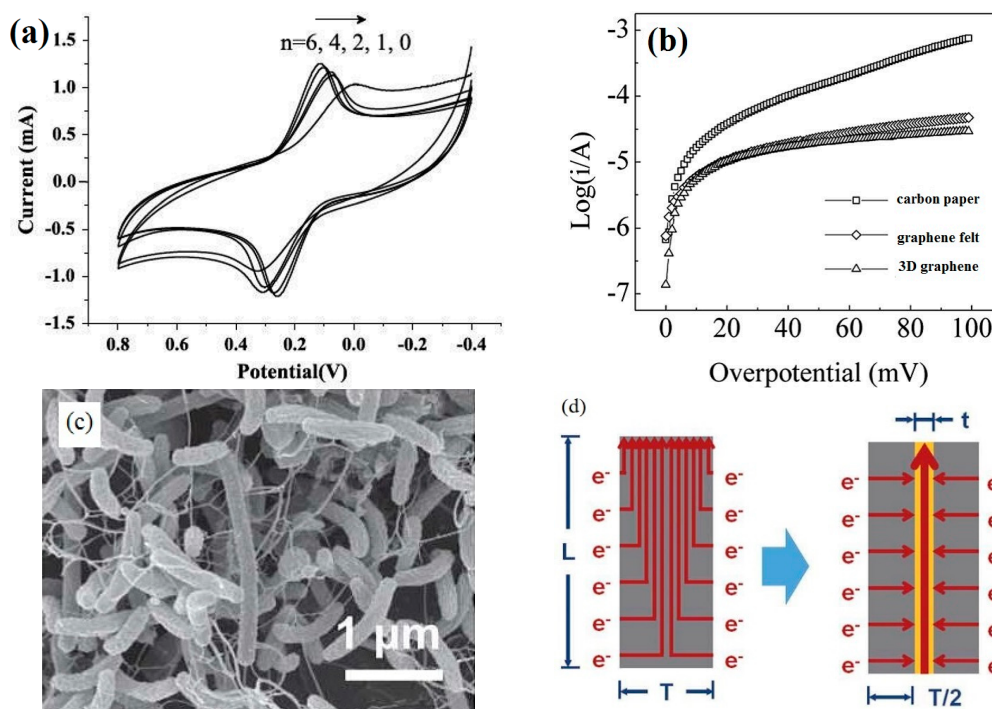 (a)
n=6, 4, 2, 1, 0
1.5
1.0
0.5
0.0
-0.5
-1.0
-1.5
Current (mA)
0.8 0.6 0.4 0.2 0.0 -0.2 -0.4
Potential(V)
(b)
-3
-4
-5
-6
-7
Log(i/A)
carbon paper
graphene felt
3D graphene
0 20 40 60 80 100
Overpotential (mV)
(c)
1 μm
(d)
L
T
e-
e-
e-
e-
e-
e-
e-
e-
e-
e-
e-
e-
t
T/2
e-
e-
e-
e-
e-
e-
e
e
e
e
e
e